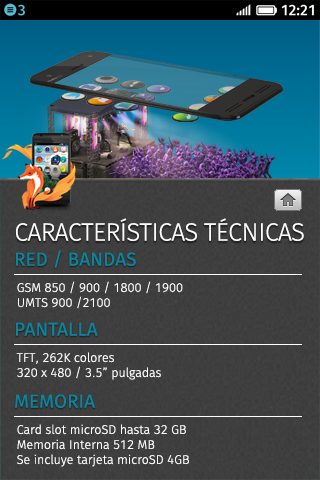 3
12:21
CARACTERÍSTICAS TÉCNICAS
RED / BANDAS
GSM 850 / 900 / 1800 / 1900
UMTS 900 /2100
PANTALLA
TFT, 262K colores
320 x 480 / 3.5” pulgadas
MEMORIA
Card slot microSD hasta 32 GB
Memoria Interna 512 MB
Se incluye tarjeta microSD 4GB